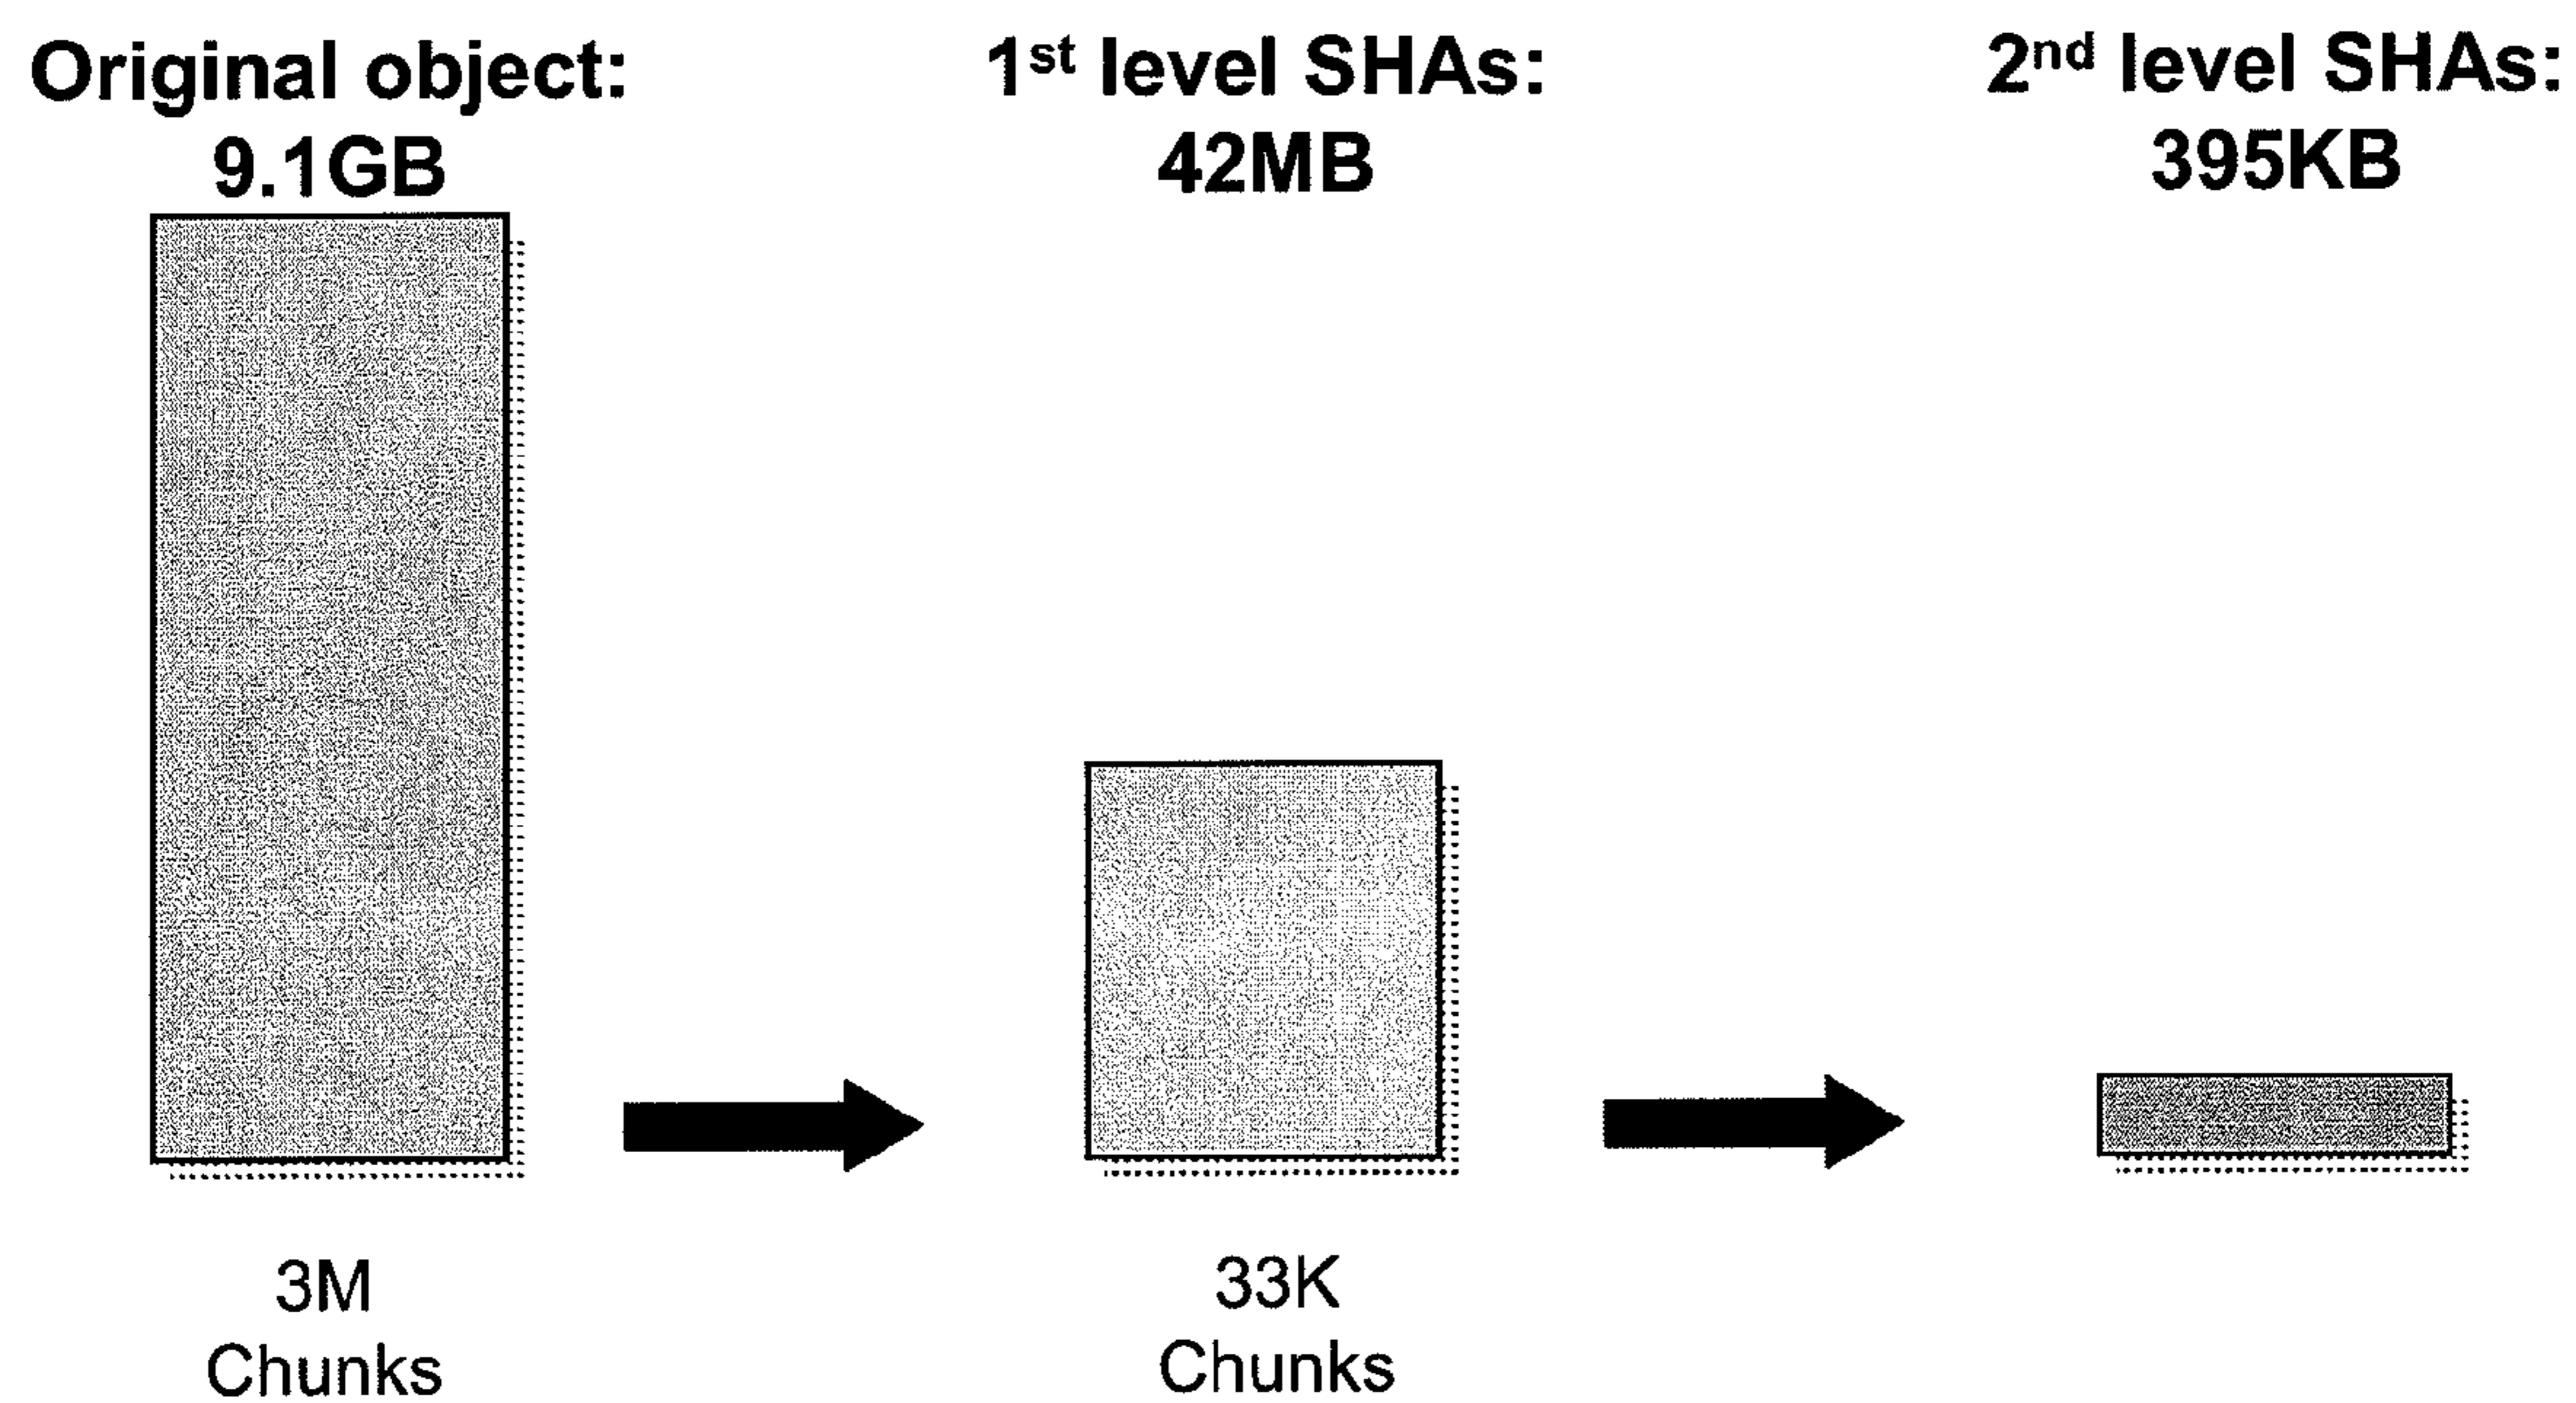 Original object:
9.1GB
1st level SHAs:
42MB
2nd level SHAs:
395KB
3M
Chunks
33K
Chunks